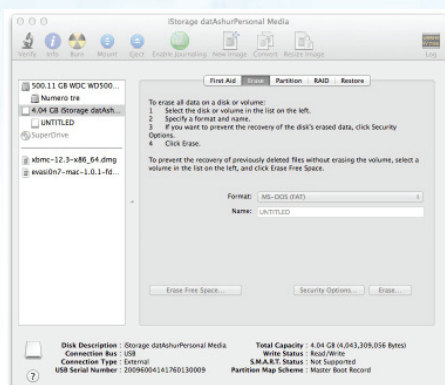 iStorage datAshurPersonal Media
Verify Info Burn Mount Eject Enable Journaling New Image Convert Resize Image Log
500.11 GB WDC WD500...
Numero tre
4.04 GB iStorage datAsh...
UNTITLED
SuperDrive
xbmc-12.3-x86_64.dmg
evasi0n7-mac-1.0.1-fd...
First Aid Erase Partition RAID Restore
To erase all data on a disk or volume:
1 Select the disk or volume in the list on the left.
2 Specify a format and name.
3 If you want to prevent the recovery of the disk's erased data, click Security
Options.
4 Click Erase.
To prevent the recovery of previously deleted files without erasing the volume, select a
volume in the list on the left, and click Erase Free Space.
Format: MS-DOS (FAT)
Name: UNTITLED
Erase Free Space... Security Options... Erase...
Disk Description : iStorage datAshurPersonal Media Total Capacity : 4.04 GB (4,043,309,056 Bytes)
Connection Bus : USB Write Status : Read/Write
Connection Type : External S.M.A.R.T. Status : Not Supported
USB Serial Number : 20096004141760130009 Partition Map Scheme : Master Boot Record
?